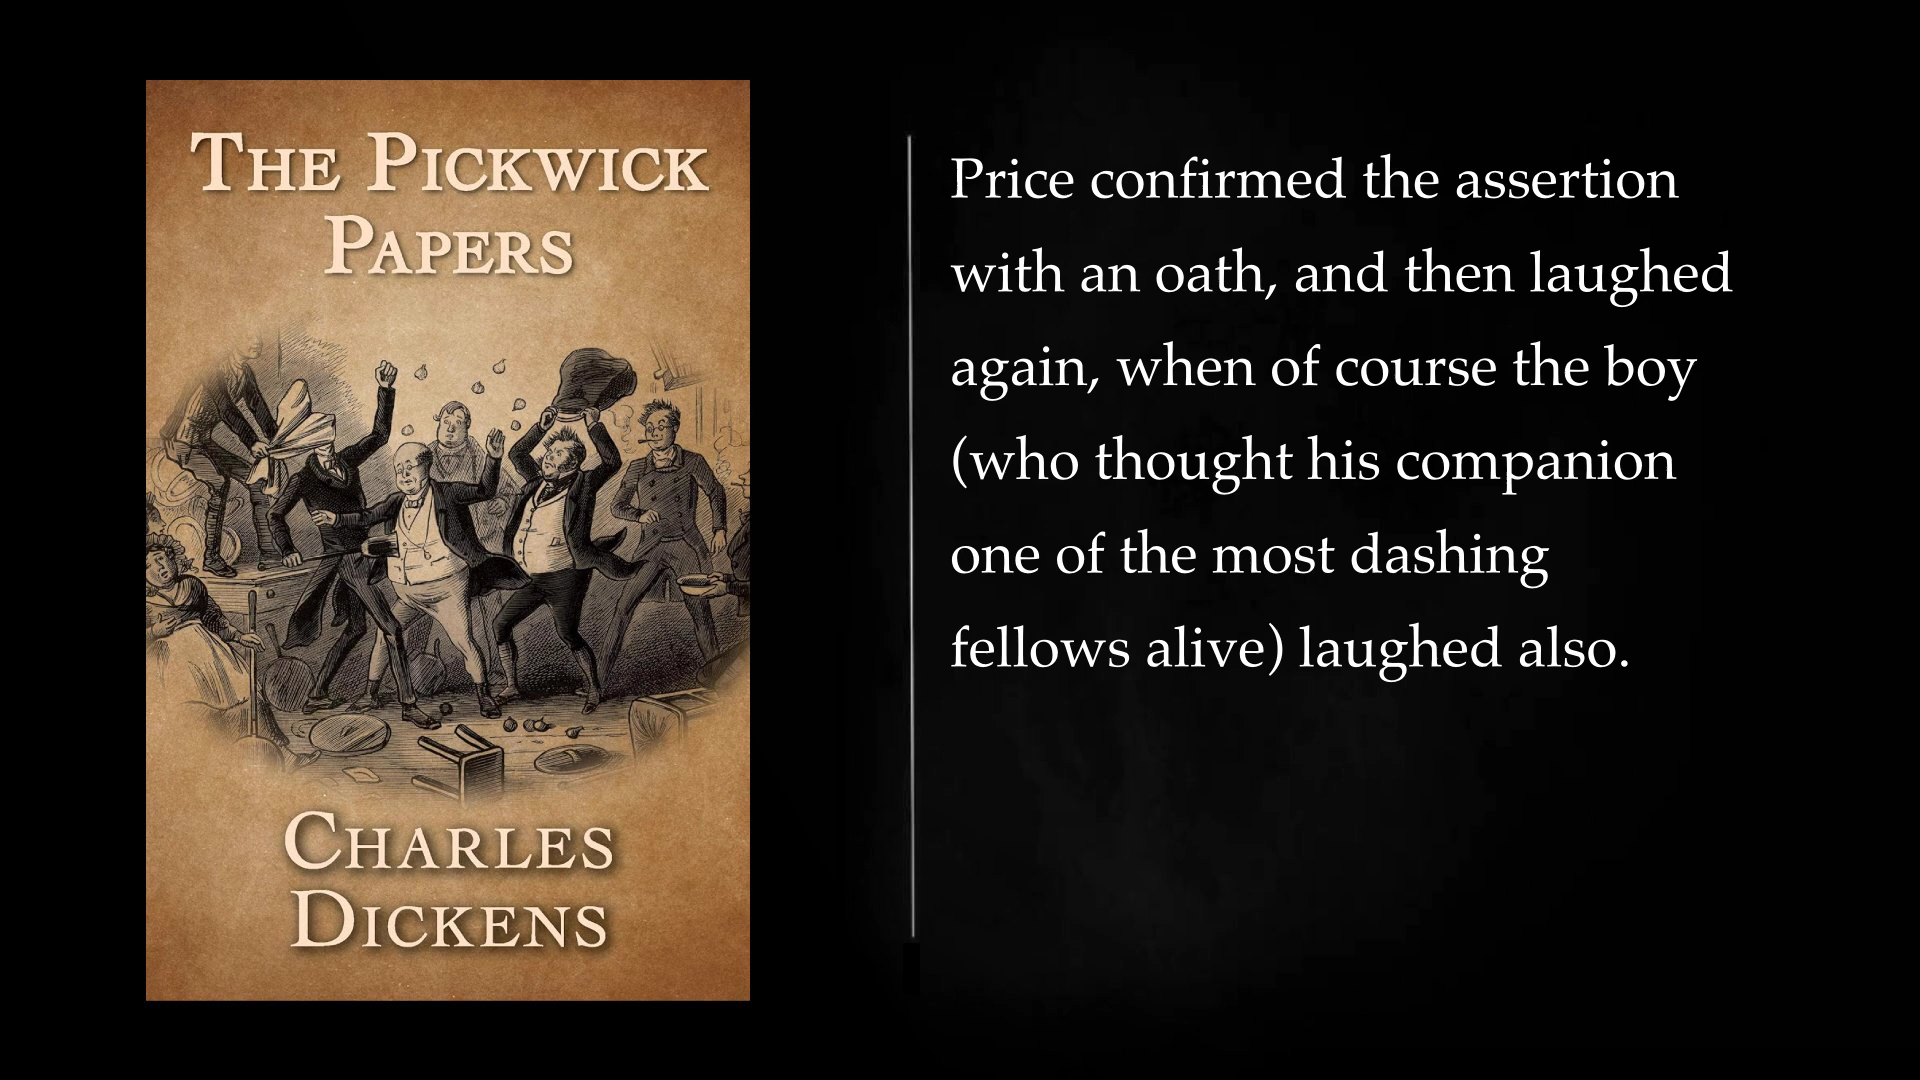 The Pickwick
Papers
Charles
Dickens
Price confirmed the assertion
with an oath, and then laughed
again, when of course the boy
(who thought his companion
one of the most dashing
fellows alive) laughed also.